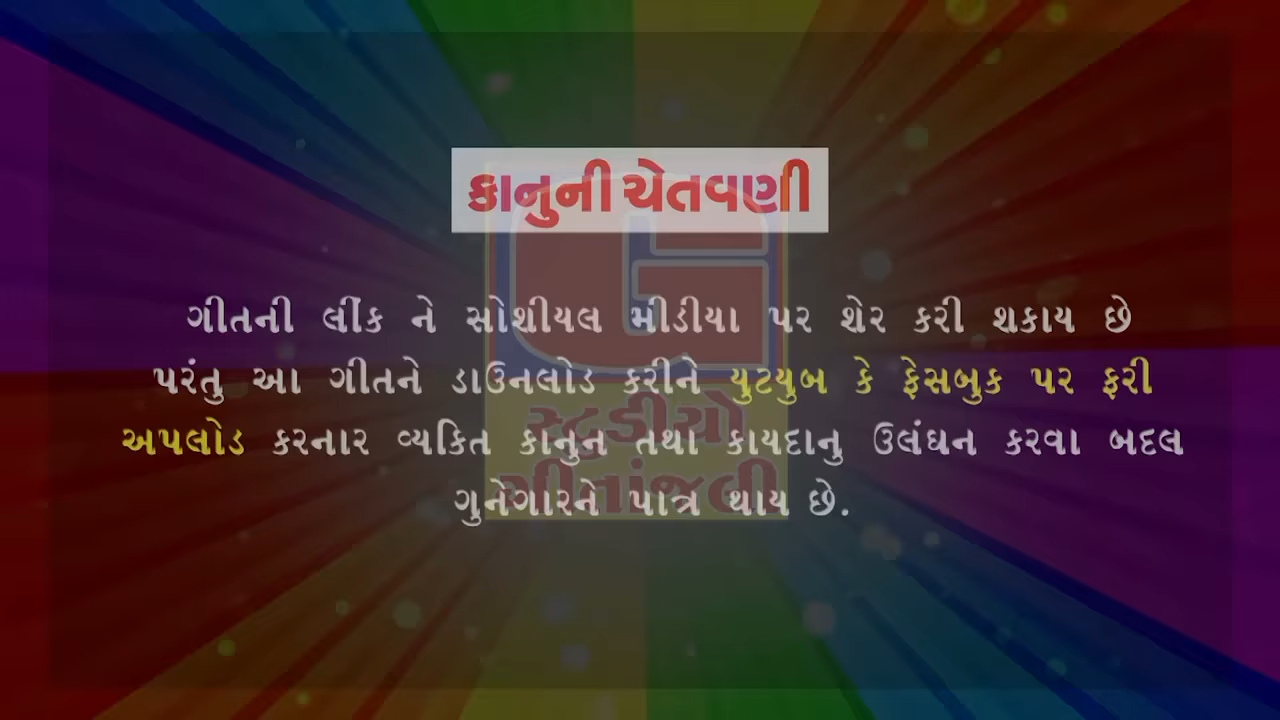 કાનુની ચેતવણી
ગીતની લીંક ને સોશીયલ મીડીયા પર શેર કરી શકાય છે
પરંતુ આ ગીતને ડાઉનલોડ કરીને યુટયુબ કે ફેસબુક પર ફરી
અપલોડ કરનાર વ્યકિત કાનુન તથા કાયદાનુ ઉલંઘન કરવા બદલ
ગુનેગારને પાત્ર થાય છે.
સ્ટુડીયો
ગીતાંજલી